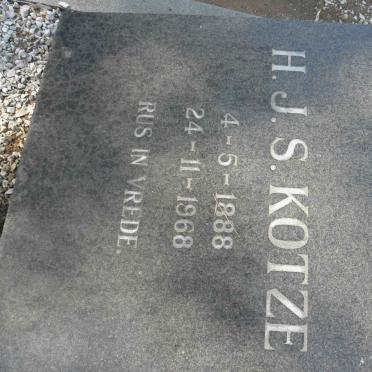 H. J. S. KOTZE
4-5-1888
24-11-1968
RUS IN VREDE.